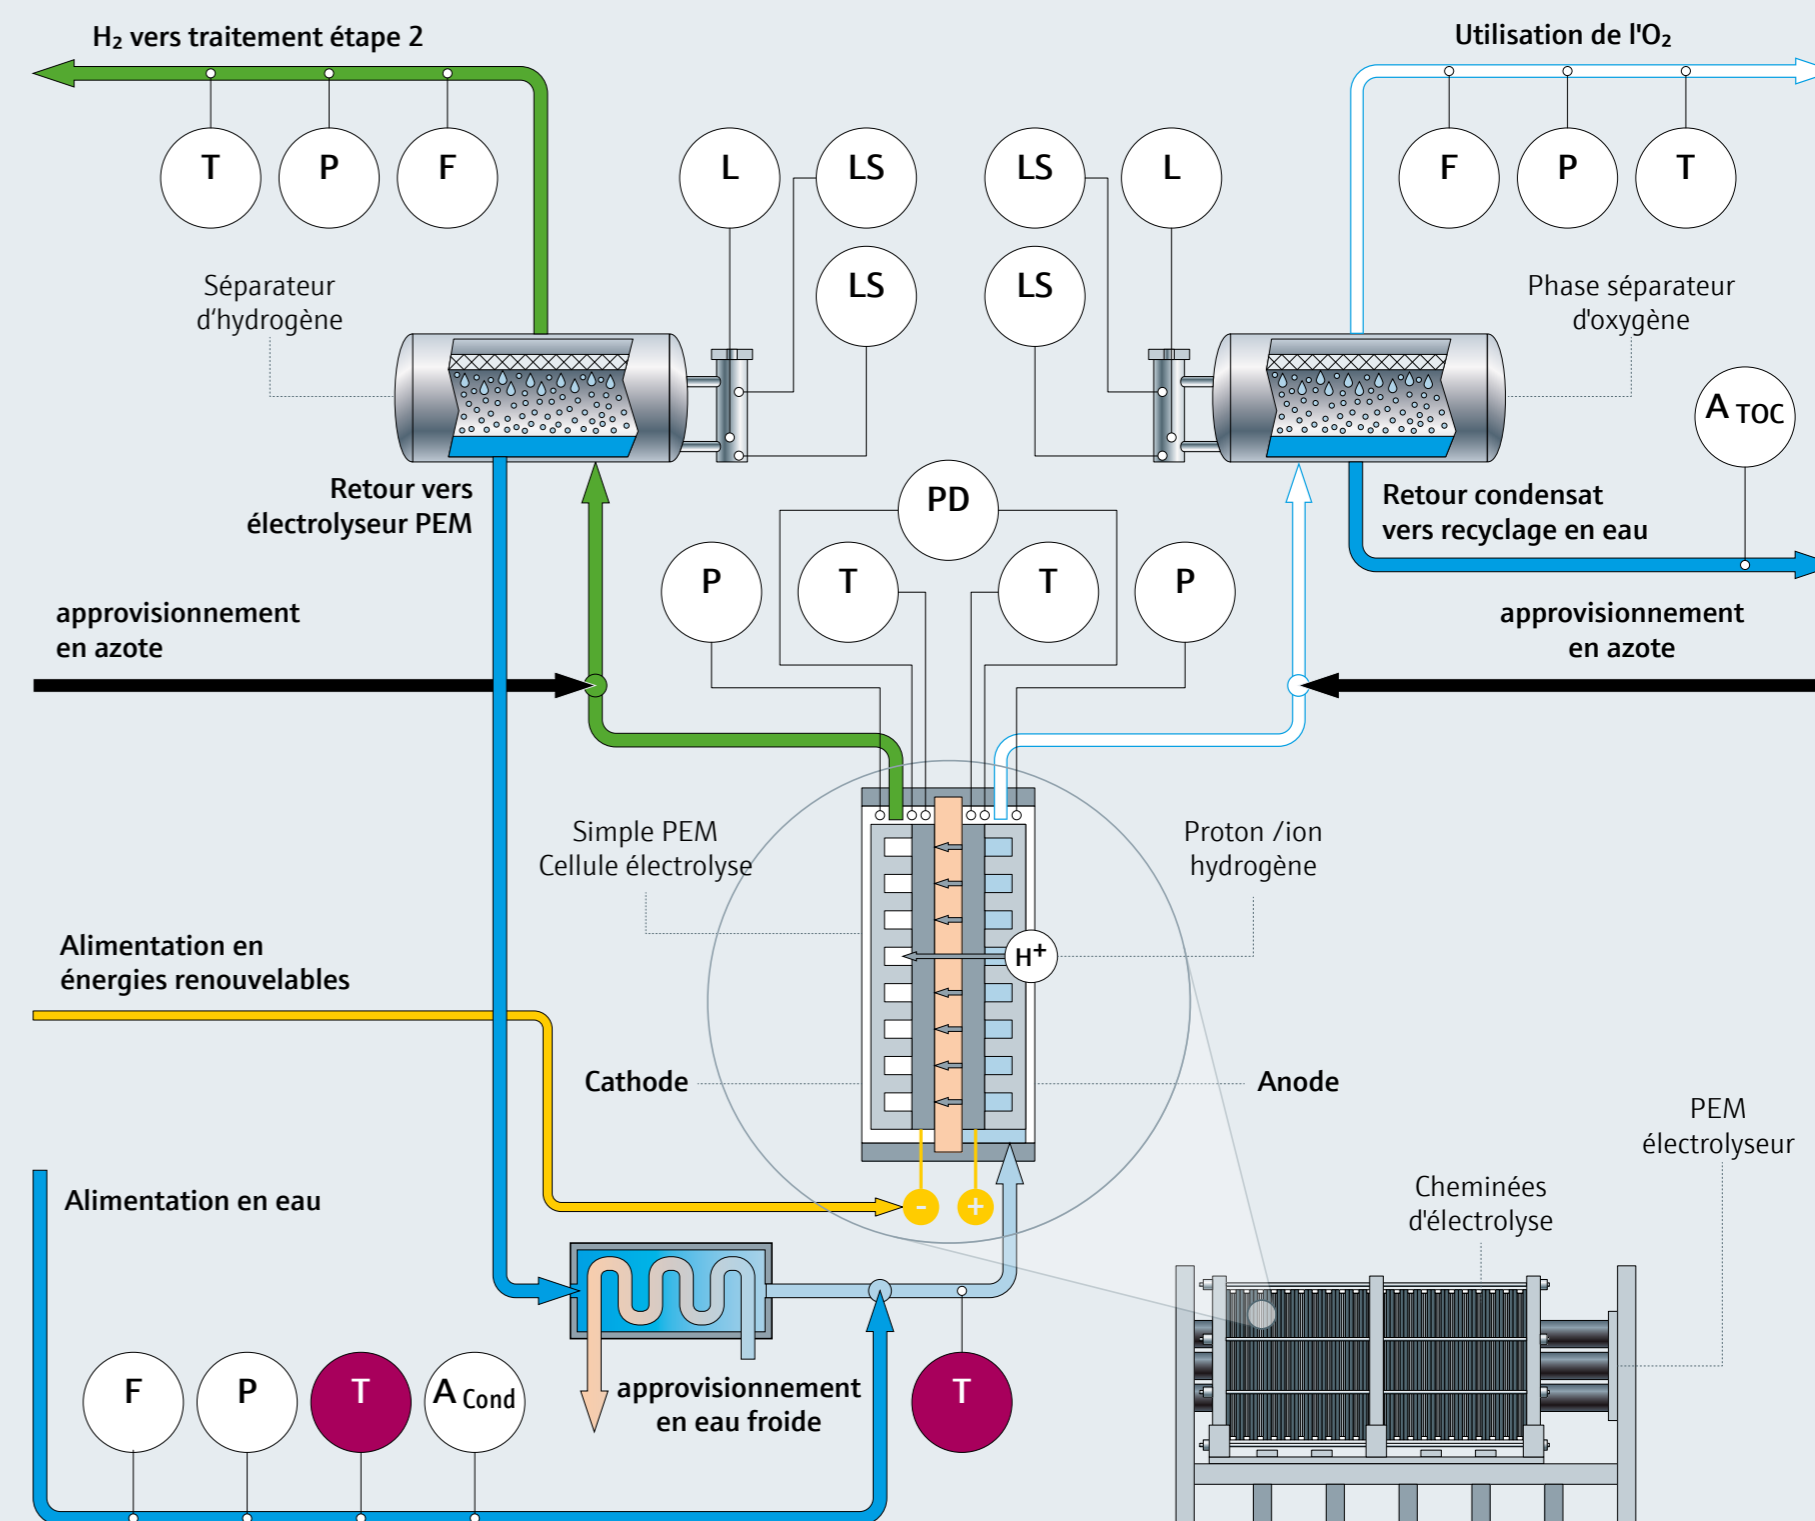 H₂ vers traitement étape 2
Utilisation de l'O₂
T
P
F
L
LS
LS
L
F
P
T
LS
LS
Séparateur
d‘hydrogène
Phase séparateur
d'oxygène
A TOC
Retour vers
électrolyseur PEM
PD
Retour condensat
vers recyclage en eau
P
T
T
P
approvisionnement
en azote
approvisionnement
en azote
Simple PEM
Cellule électrolyse
Proton /ion
hydrogène
Alimentation en
énergies renouvelables
H+
Cathode
Anode
PEM
électrolyseur
Alimentation en eau
Cheminées
d'électrolyse
-
+
approvisionnement
en eau froide
F
P
T
A Cond
T